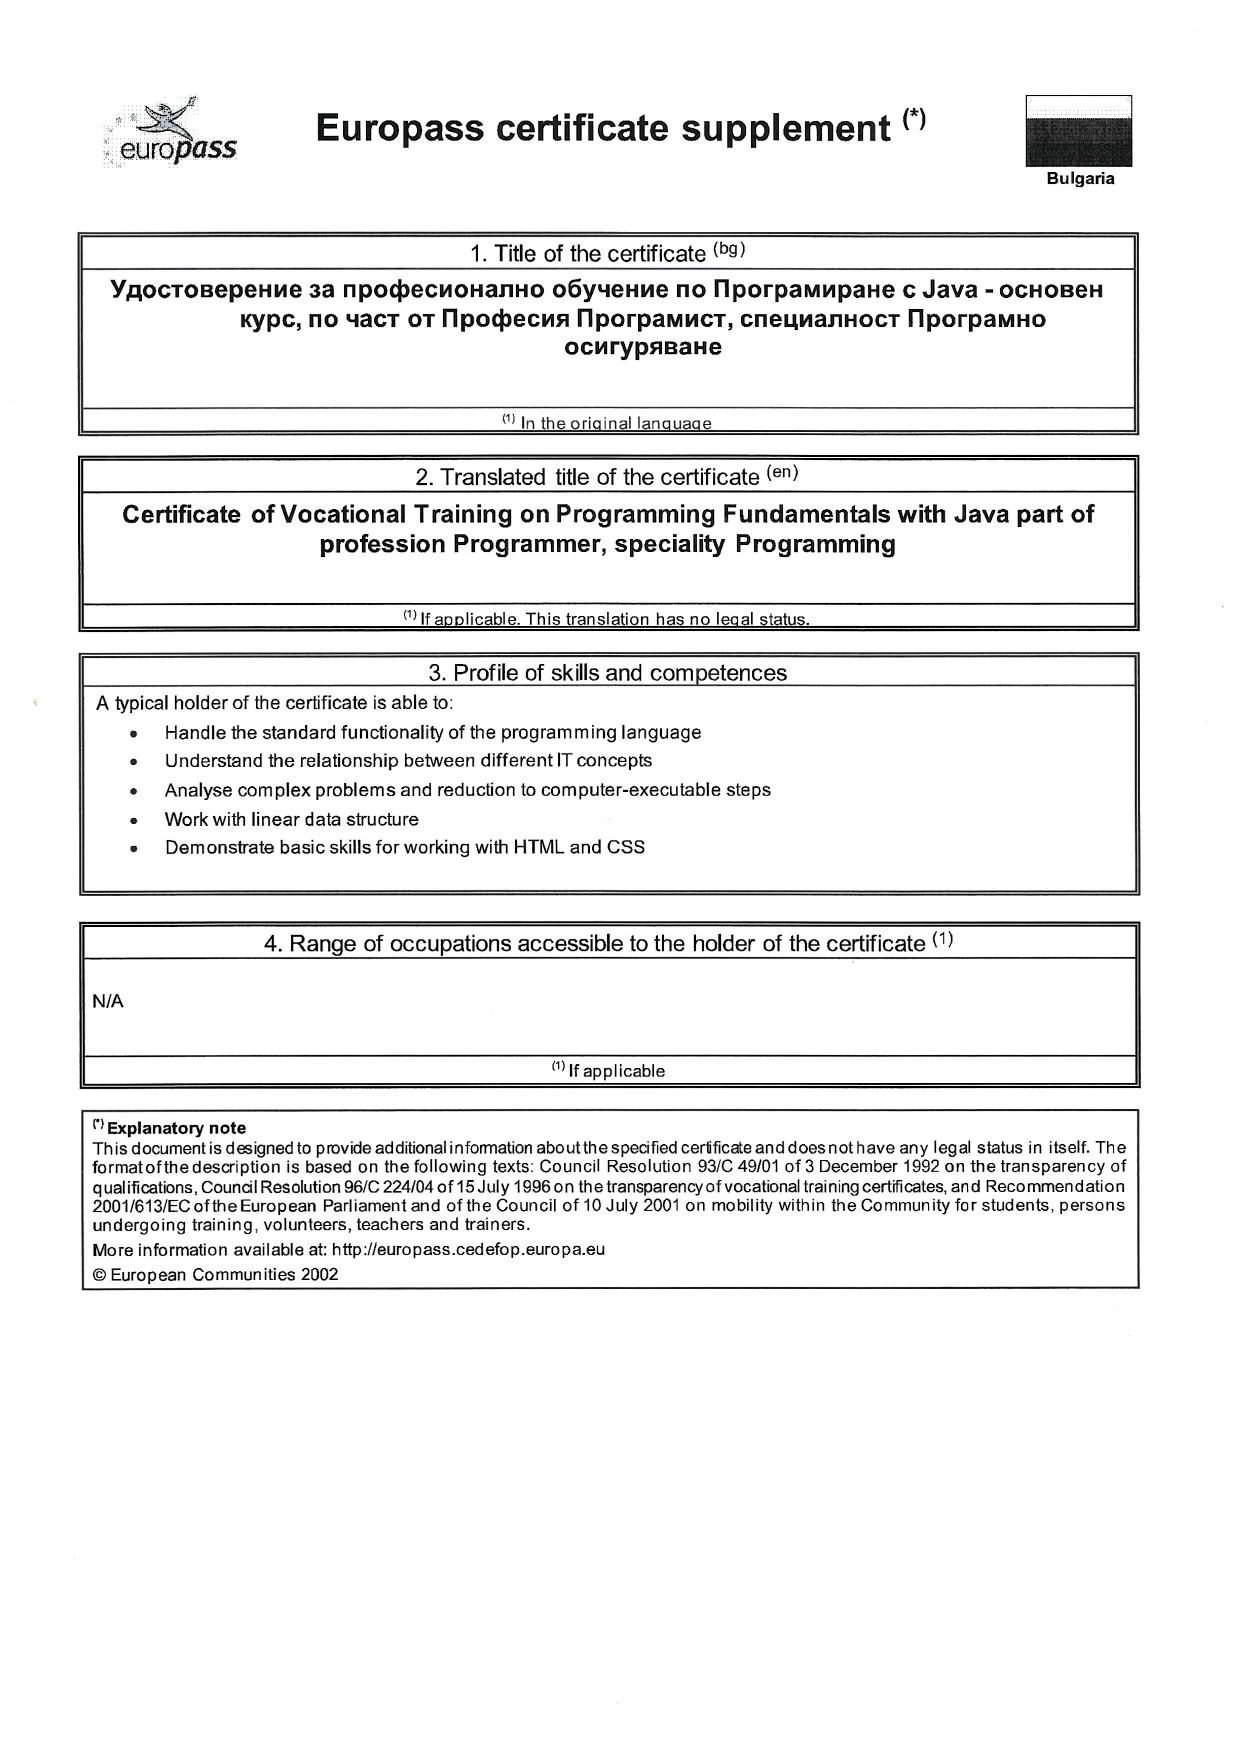 europass
Europass certificate supplement (*)
Bulgaria
1. Title of the certificate (bg)
Удостоверение за професионално обучение по Програмиране с Java - основен
курс, по част от Професия Програмист, специалност Програмно
осигуряване
(1) In the original language
2. Translated title of the certificate (en)
Certificate of Vocational Training on Programming Fundamentals with Java part of
profession Programmer, speciality Programming
(1) If applicable. This translation has no legal status.
3. Profile of skills and competences
A typical holder of the certificate is able to:
• Handle the standard functionality of the programming language
• Understand the relationship between different IT concepts
• Analyse complex problems and reduction to computer-executable steps
• Work with linear data structure
• Demonstrate basic skills for working with HTML and CSS
4. Range of occupations accessible to the holder of the certificate (1)
N/A
(1) If applicable
(*) Explanatory note
This document is designed to provide additional information about the specified certificate and does not have any legal status in itself. The
format of the description is based on the following texts: Council Resolution 93/C 49/01 of 3 December 1992 on the transparency of
qualifications, Council Resolution 96/C 224/04 of 15 July 1996 on the transparency of vocational training certificates, and Recommendation
2001/613/EC of the European Parliament and of the Council of 10 July 2001 on mobility within the Community for students, persons
undergoing training, volunteers, teachers and trainers.
More information available at: http://europass.cedefop.europa.eu
© European Communities 2002